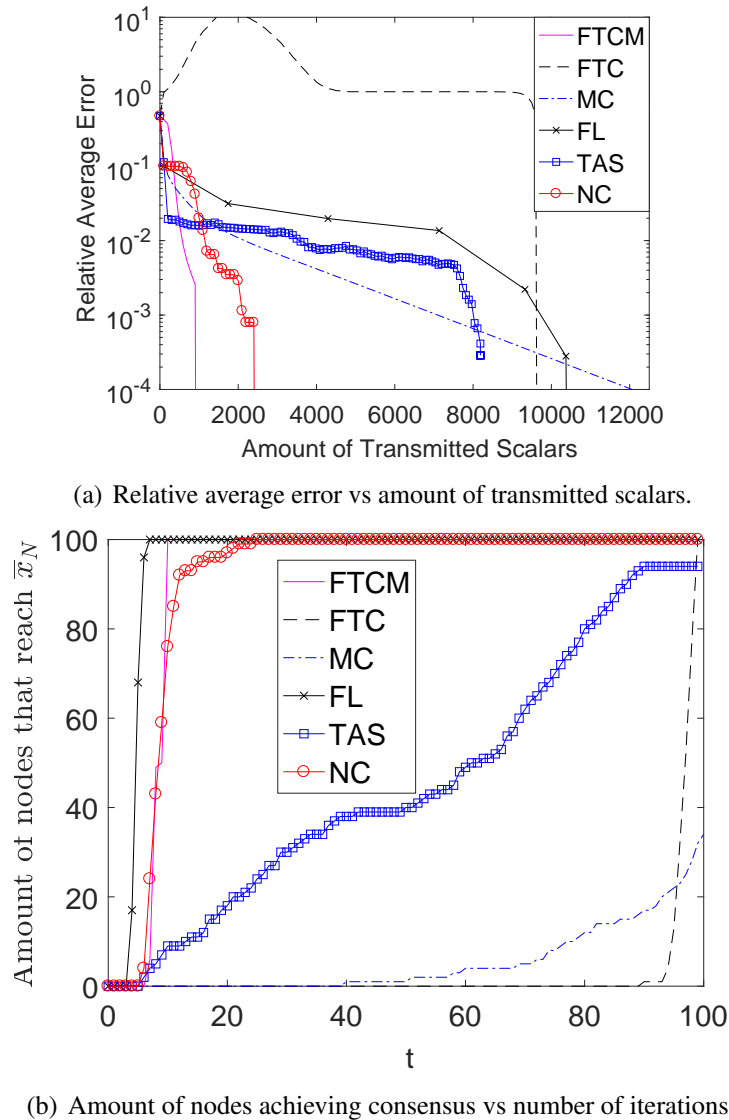 10^1
10^0
10^-1
10^-2
10^-3
10^-4
Relative Average Error
FTCM
FTC
MC
FL
TAS
NC
0 2000 4000 6000 8000 10000 12000
Amount of Transmitted Scalars
(a) Relative average error vs amount of transmitted scalars.
100
80
60
40
20
0
Amount of nodes that reach x̅_N
FTCM
FTC
MC
FL
TAS
NC
0 20 40 60 80 100
t
(b) Amount of nodes achieving consensus vs number of iterations